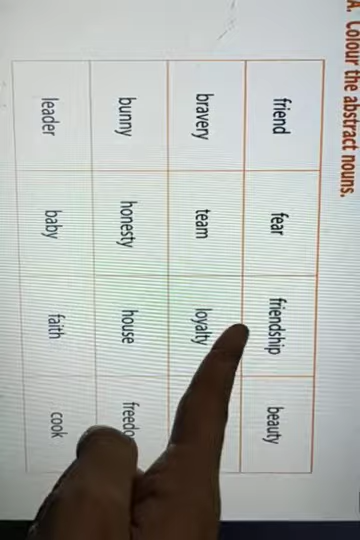 A. Colour the abstract nouns.
friend fear friendship beauty
bravery team loyalty
bunny honesty house
leader baby faith cook